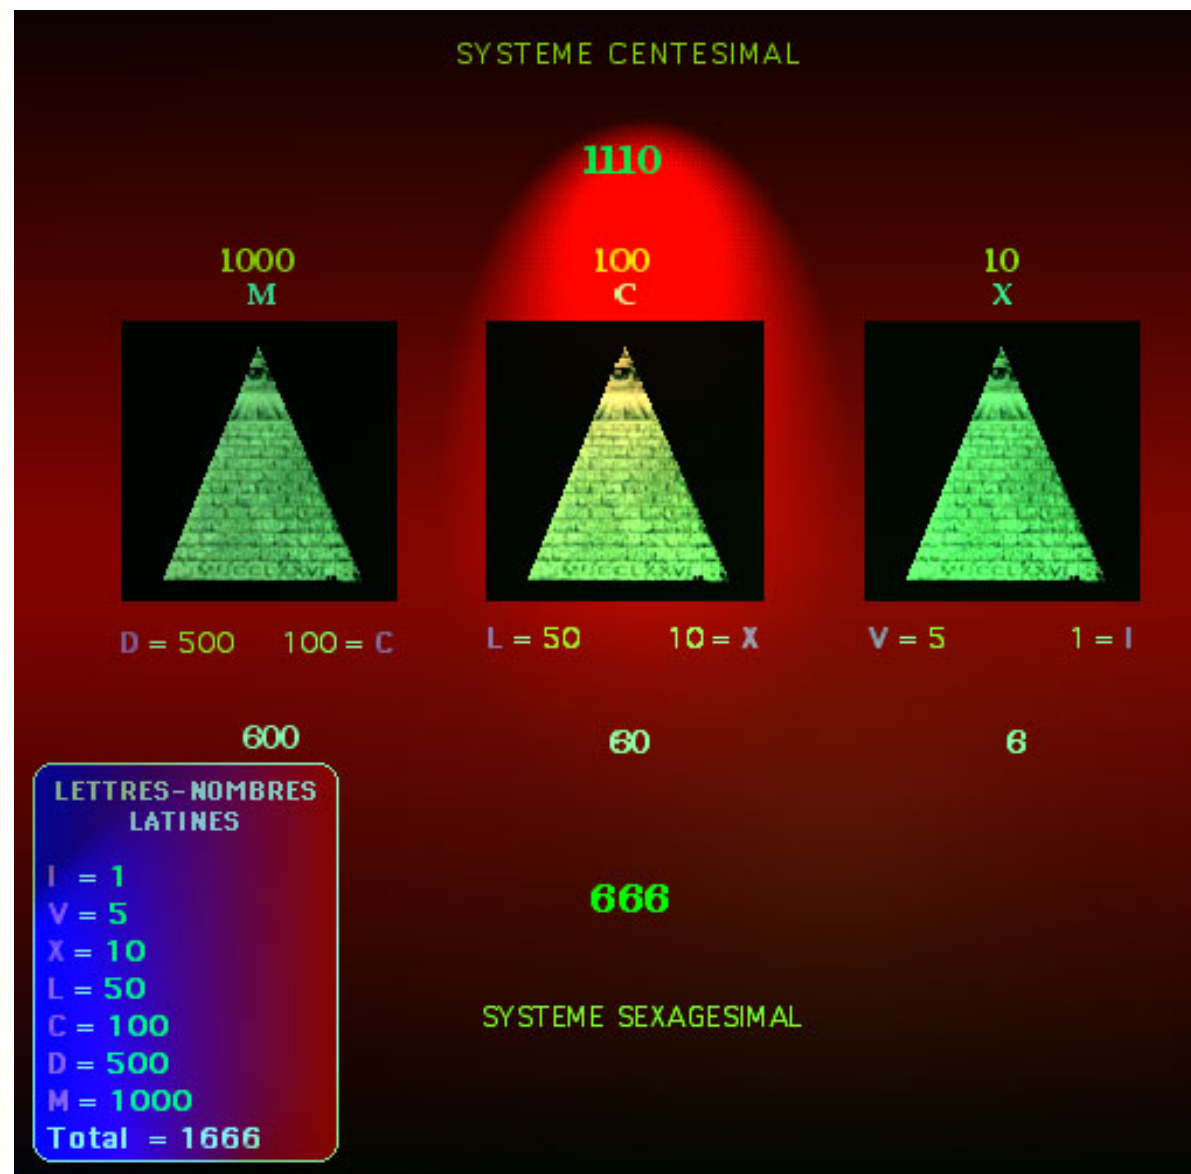 SYSTEME CENTESIMAL
1110
1000 100 10
M C X
D = 500 100 = C L = 50 10 = X V = 5 1 = I
600 60 6
LETTRES-NOMBRES
LATINES
I = 1
V = 5
X = 10
L = 50
C = 100
D = 500
M = 1000
Total = 1666
666
SYSTEME SEXAGESIMAL